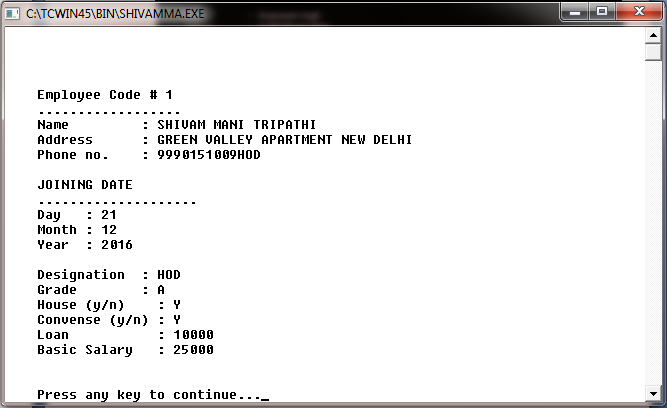 C:\TCWIN45\BIN\SHIVAMMA.EXE
Employee Code # 1
..................
Name : SHIVAM MANI TRIPATHI
Address : GREEN VALLEY APARTMENT NEW DELHI
Phone no. : 9990151009HOD
JOINING DATE
....................
Day : 21
Month : 12
Year : 2016
Designation : HOD
Grade : A
House (y/n) : Y
Convense (y/n) : Y
Loan : 10000
Basic Salary : 25000
Press any key to continue..._